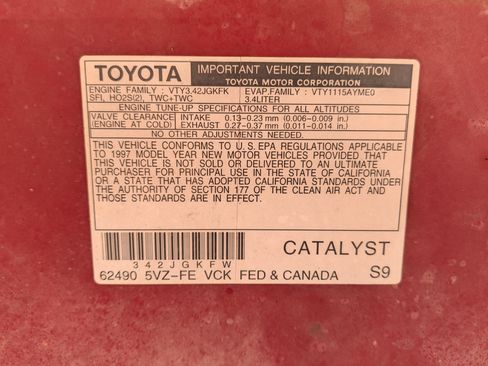 TOYOTA
IMPORTANT VEHICLE INFORMATION
TOYOTA MOTOR CORPORATION
ENGINE FAMILY : VTY3.42JGKFK EVAP.FAMILY : VTY1115AYME0
SFI, HO2S(2), TWC+TWC 3.4LITER
ENGINE TUNE-UP SPECIFICATIONS FOR ALL ALTITUDES
VALVE CLEARANCE INTAKE 0.13-0.23 mm (0.006-0.009 in.)
(ENGINE AT COLD) EXHAUST 0.27-0.37 mm (0.011-0.014 in.)
NO OTHER ADJUSTMENTS NEEDED.
THIS VEHICLE CONFORMS TO U.S.EPA REGULATIONS APPLICABLE
TO 1997 MODEL YEAR NEW MOTOR VEHICLES PROVIDED THAT
THIS VEHICLE IS NOT SOLD OR DELIVERED TO AN ULTIMATE
PURCHASER FOR PRINCIPAL USE IN THE STATE OF CALIFORNIA
OR A STATE THAT HAS ADOPTED CALIFORNIA STANDARDS UNDER
THE AUTHORITY OF SECTION 177 OF THE CLEAN AIR ACT AND
THOSE STANDARDS ARE IN EFFECT.
CATALYST
342JGKFW
62490 5VZ-FE VCK FED & CANADA S9